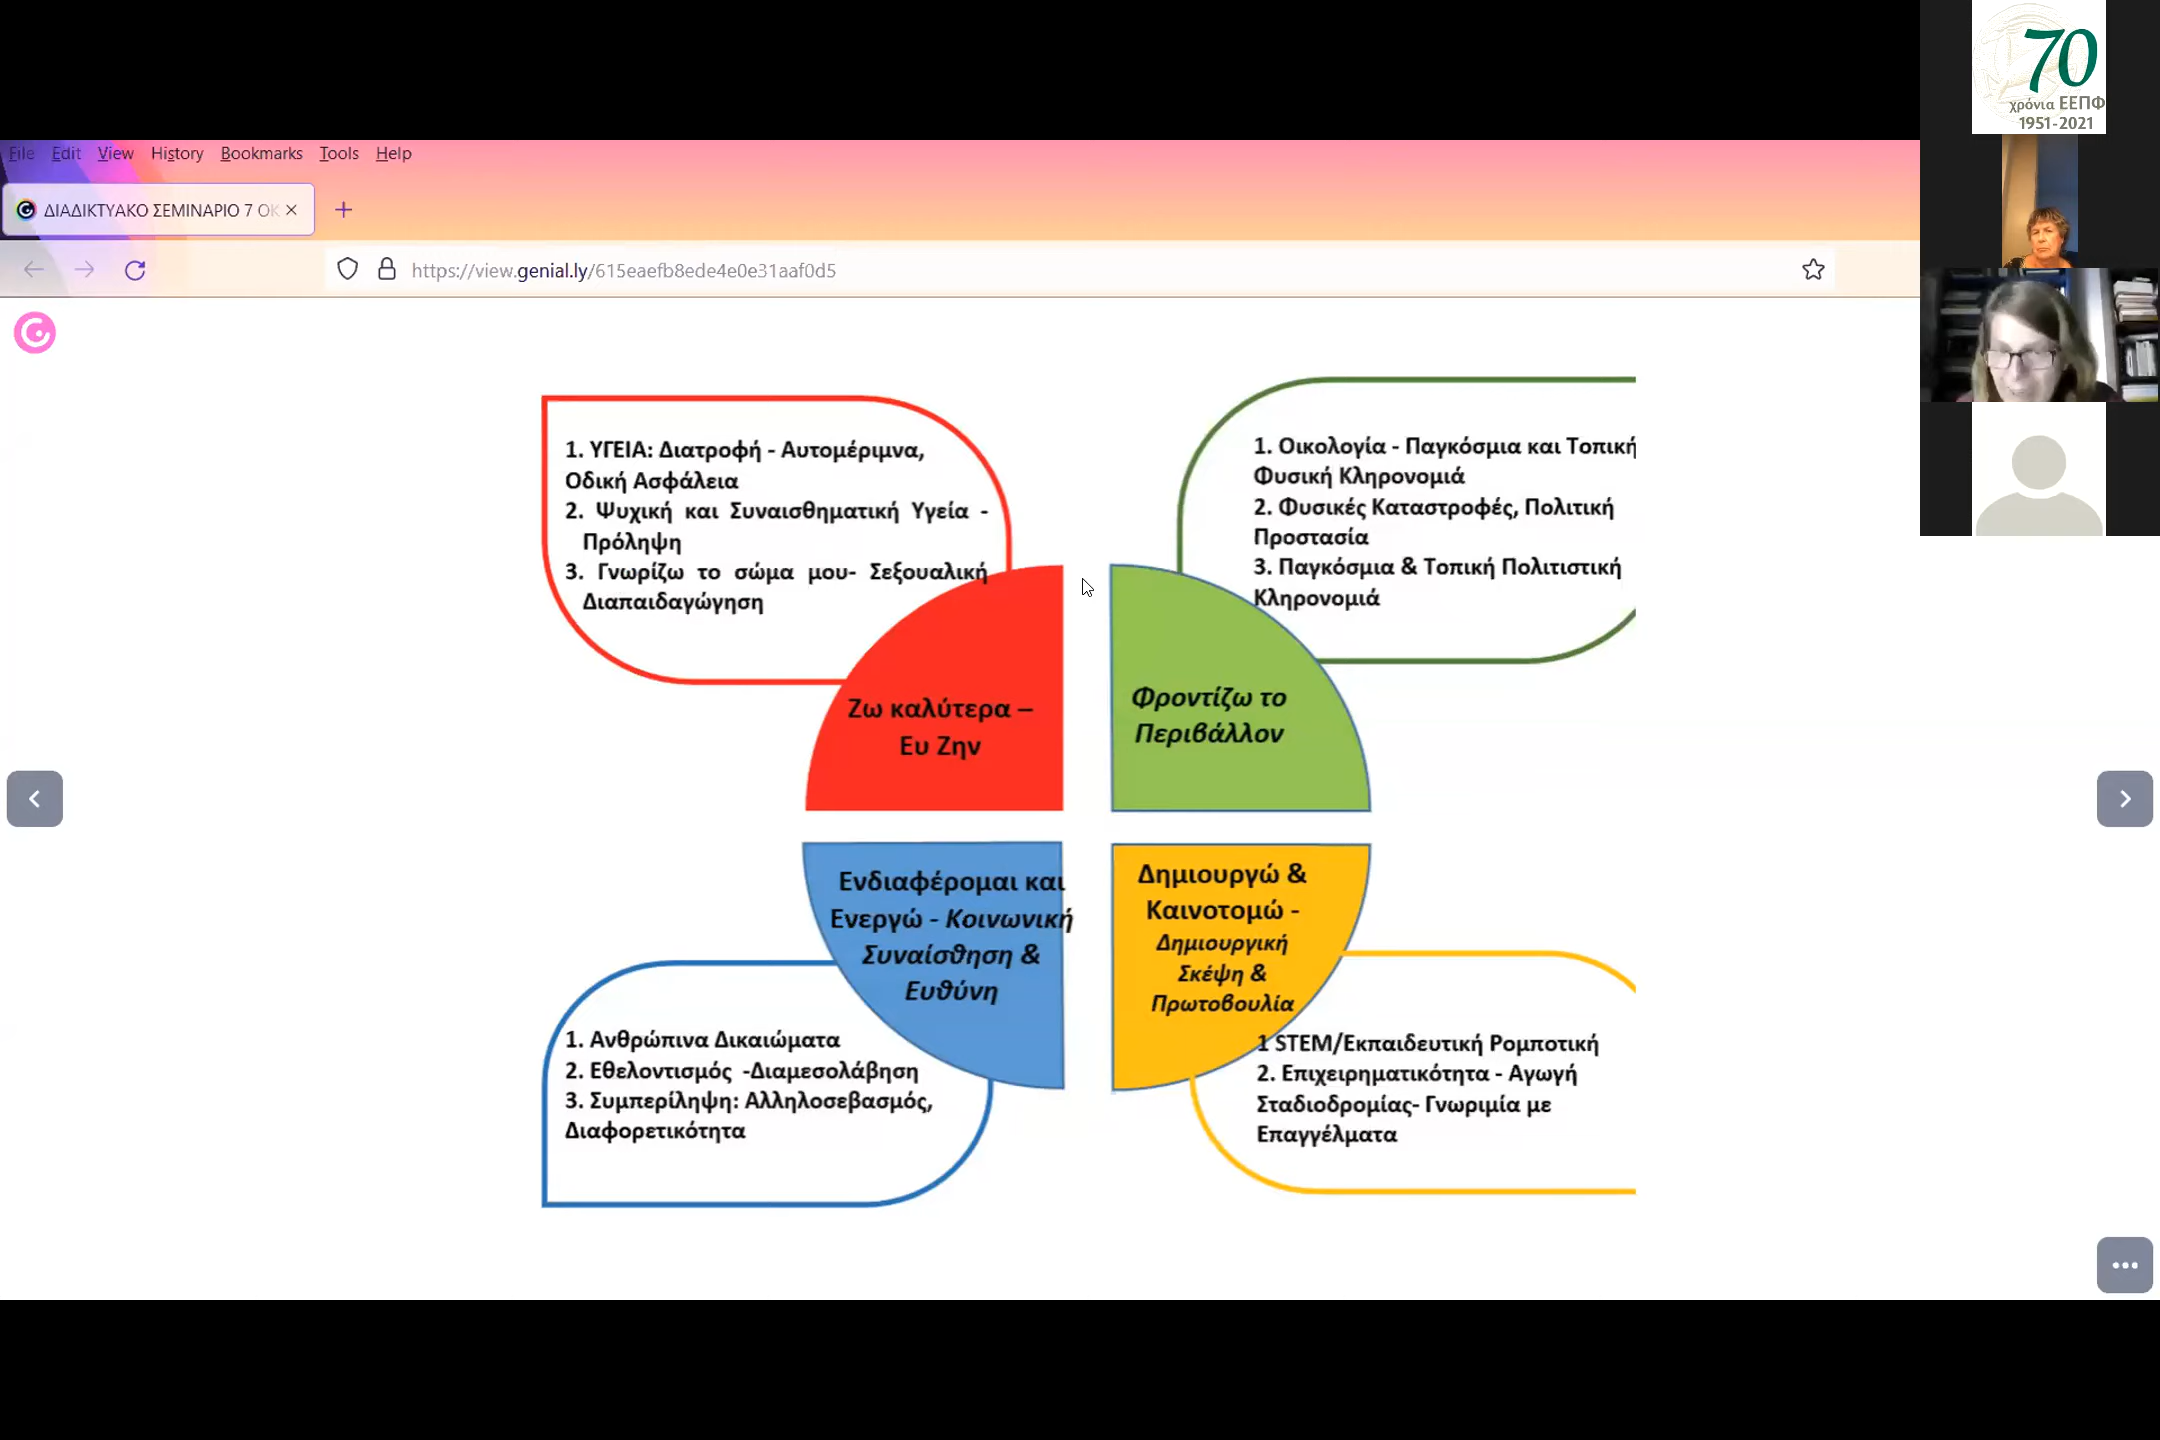 70
χρόνια ΕΕΠΦ
1951-2021
File Edit View History Bookmarks Tools Help
ΔΙΑΔΙΚΤΥΑΚΟ ΣΕΜΙΝΑΡΙΟ 7 ΟΚ
https://view.genial.ly/615eaefb8ede4e0e31aaf0d5
1. ΥΓΕΙΑ: Διατροφή - Αυτομέριμνα,
Οδική Ασφάλεια
2. Ψυχική και Συναισθηματική Υγεία -
Πρόληψη
3. Γνωρίζω το σώμα μου- Σεξουαλική
Διαπαιδαγώγηση
1. Οικολογία - Παγκόσμια και Τοπική
Φυσική Κληρονομιά
2. Φυσικές Καταστροφές, Πολιτική
Προστασία
3. Παγκόσμια & Τοπική Πολιτιστική
Κληρονομιά
Ζω καλύτερα –
Ευ Ζην
Φροντίζω το
Περιβάλλον
Ενδιαφέρομαι και
Ενεργώ - Κοινωνική
Συναίσθηση &
Ευθύνη
Δημιουργώ &
Καινοτομώ -
Δημιουργική
Σκέψη &
Πρωτοβουλία
1. Ανθρώπινα Δικαιώματα
2. Εθελοντισμός -Διαμεσολάβηση
3. Συμπερίληψη: Αλληλοσεβασμός,
Διαφορετικότητα
1 STEM/Εκπαιδευτική Ρομποτική
2. Επιχειρηματικότητα - Αγωγή
Σταδιοδρομίας- Γνωριμία με
Επαγγέλματα